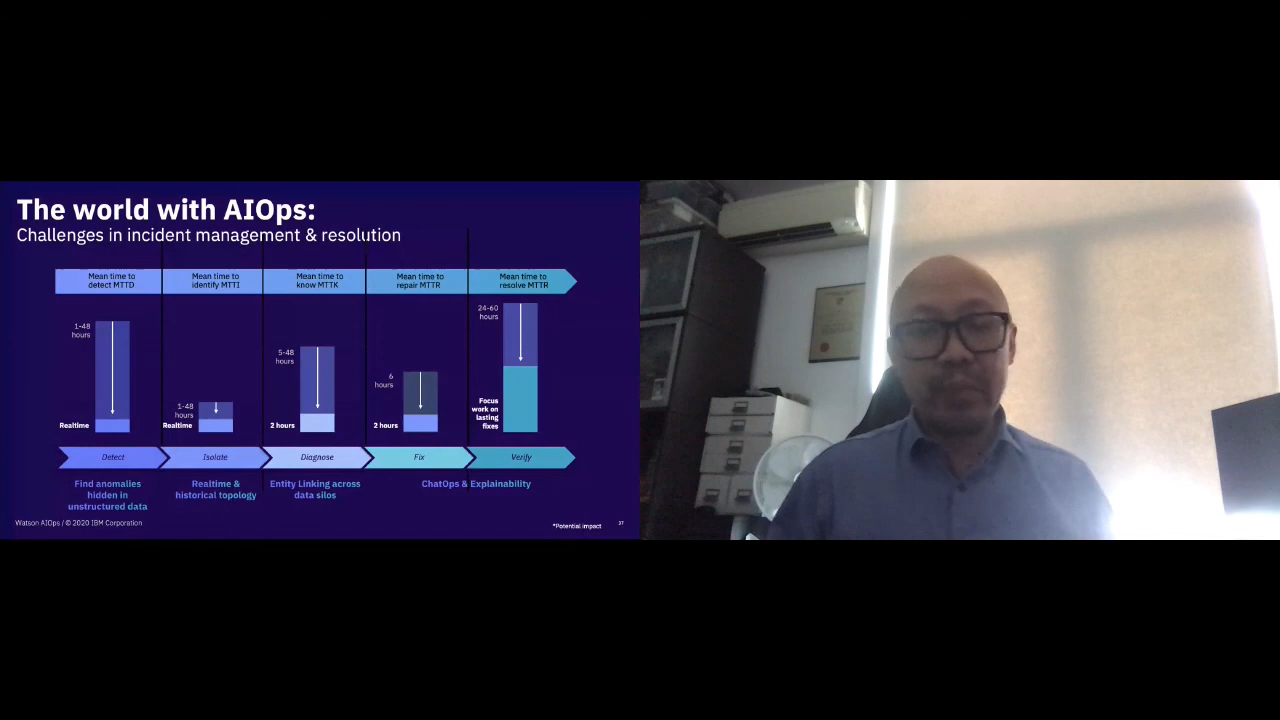 The world with AIOps:
Challenges in incident management & resolution
Mean time to
detect MTTD
Mean time to
identify MTTI
Mean time to
know MTTK
Mean time to
repair MTTR
Mean time to
resolve MTTR
1-48
hours
Realtime
1-48
hours
Realtime
5-48
hours
2 hours
6
hours
2 hours
24-60
hours
Focus
work on
lasting
fixes
Detect
Isolate
Diagnose
Fix
Verify
Find anomalies
hidden in
unstructured data
Realtime &
historical topology
Entity Linking across
data silos
ChatOps & Explainability
Watson AIOps / © 2020 IBM Corporation
*Potential impact
37